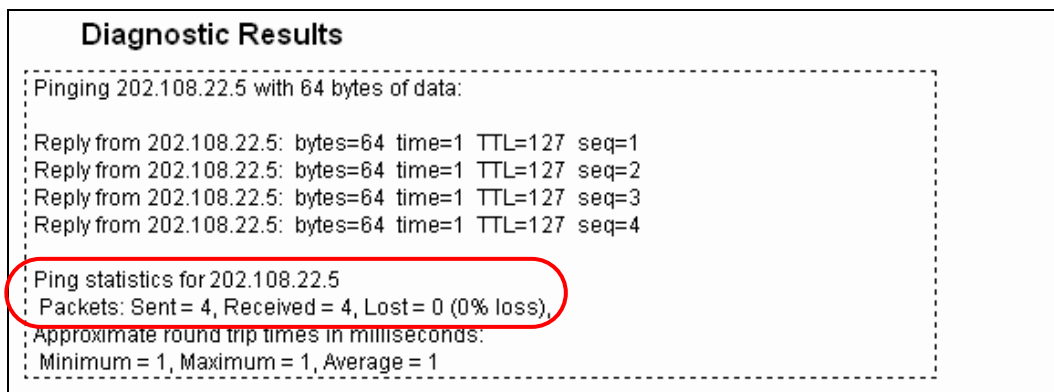 Diagnostic Results
Pinging 202.108.22.5 with 64 bytes of data:
Reply from 202.108.22.5: bytes=64 time=1 TTL=127 seq=1
Reply from 202.108.22.5: bytes=64 time=1 TTL=127 seq=2
Reply from 202.108.22.5: bytes=64 time=1 TTL=127 seq=3
Reply from 202.108.22.5: bytes=64 time=1 TTL=127 seq=4
Ping statistics for 202.108.22.5
Packets: Sent = 4, Received = 4, Lost = 0 (0% loss),
Approximate round trip times in milliseconds:
Minimum = 1, Maximum = 1, Average = 1